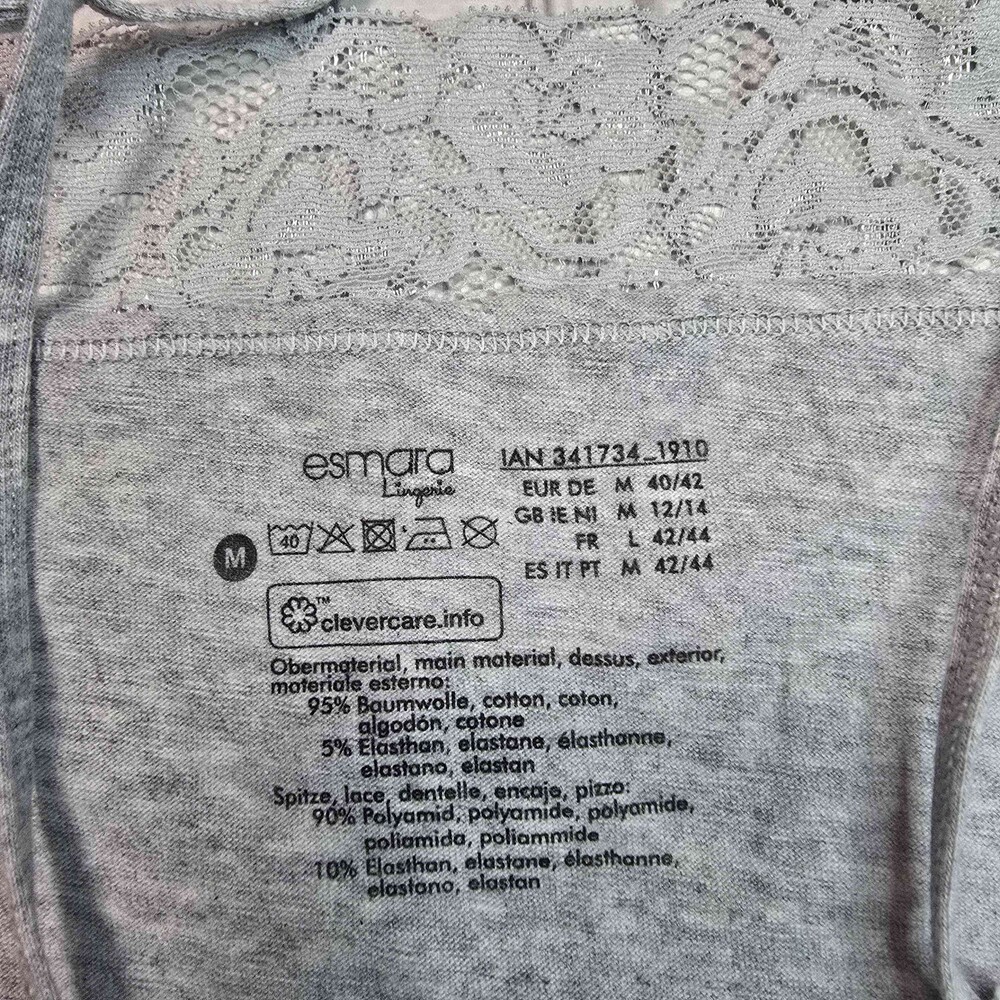 esmara
Lingerie
IAN 341734_1910
EUR DE M 40/42
GB IE NI M 12/14
FR L 42/44
ES IT PT M 42/44
M
40
clevercare.info™
Obermaterial, main material, dessus, exterior,
materiale esterno:
95% Baumwolle, cotton, coton,
algodón, cotone
5% Elasthan, elastane, élasthanne,
elastano, elastan
Spitze, lace, dentelle, encaje, pizzo:
90% Polyamid, polyamide, polyamide,
poliamida, poliammide
10% Elasthan, elastane, élasthanne,
elastano, elastan